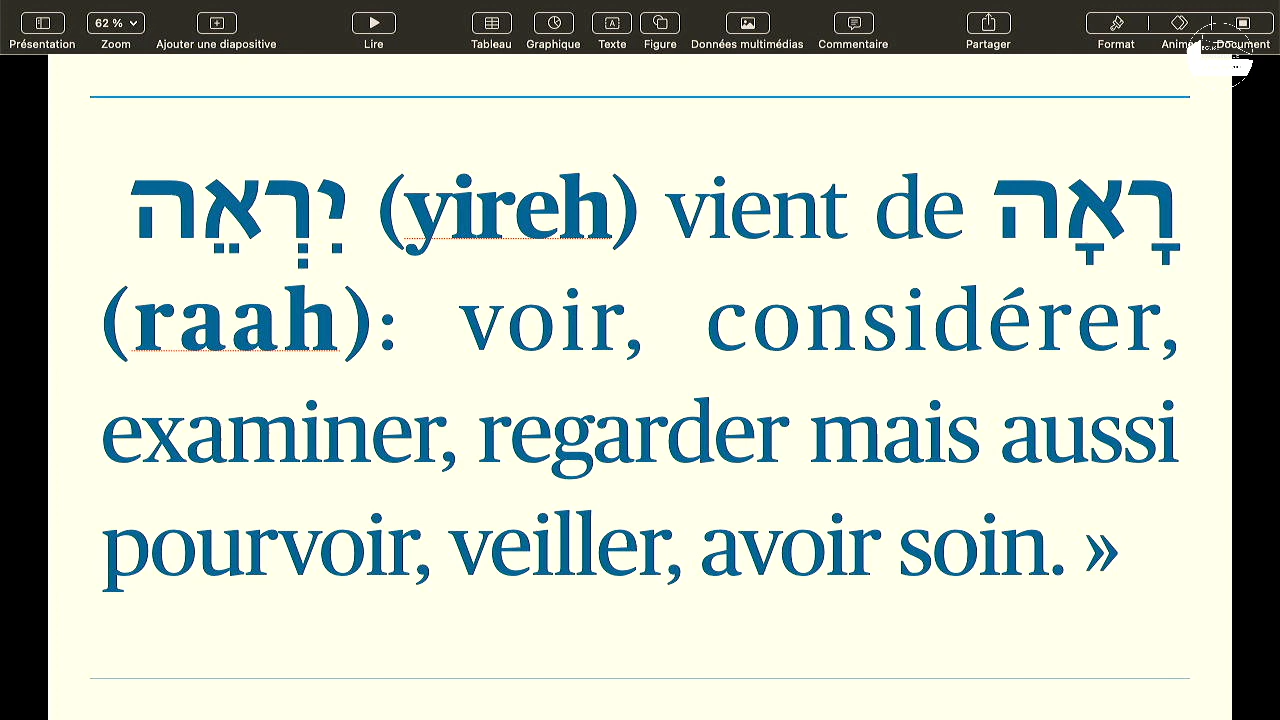 62 %
Présentation Zoom Ajouter une diapositive Lire Tableau Graphique Texte Figure Données multimédias Commentaire Partager Format Document
יִרְאֵה (yireh) vient de רָאָה
(raah): voir, considérer,
examiner, regarder mais aussi
pourvoir, veiller, avoir soin. »